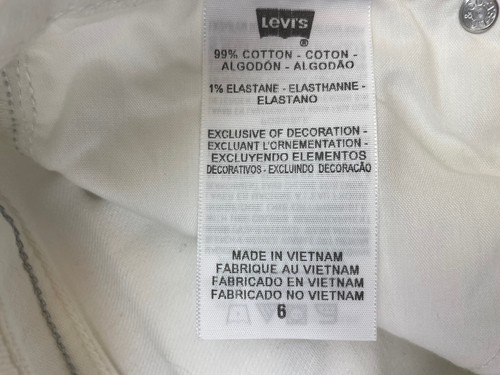 Levi's
®
99% COTTON - COTON -
ALGODÓN - ALGODÃO
1% ELASTANE - ELASTHANNE -
ELASTANO
EXCLUSIVE OF DECORATION -
EXCLUANT L'ORNEMENTATION -
EXCLUYENDO ELEMENTOS
DECORATIVOS - EXCLUINDO DECORAÇÃO
MADE IN VIETNAM
FABRIQUE AU VIETNAM
FABRICADO EN VIETNAM
FABRICADO NO VIETNAM
6